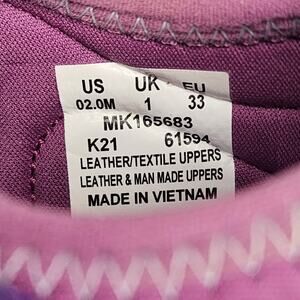 US UK EU
02.0M 1 33
MK165683
K21 61594
LEATHER/TEXTILE UPPERS
LEATHER & MAN MADE UPPERS
MADE IN VIETNAM